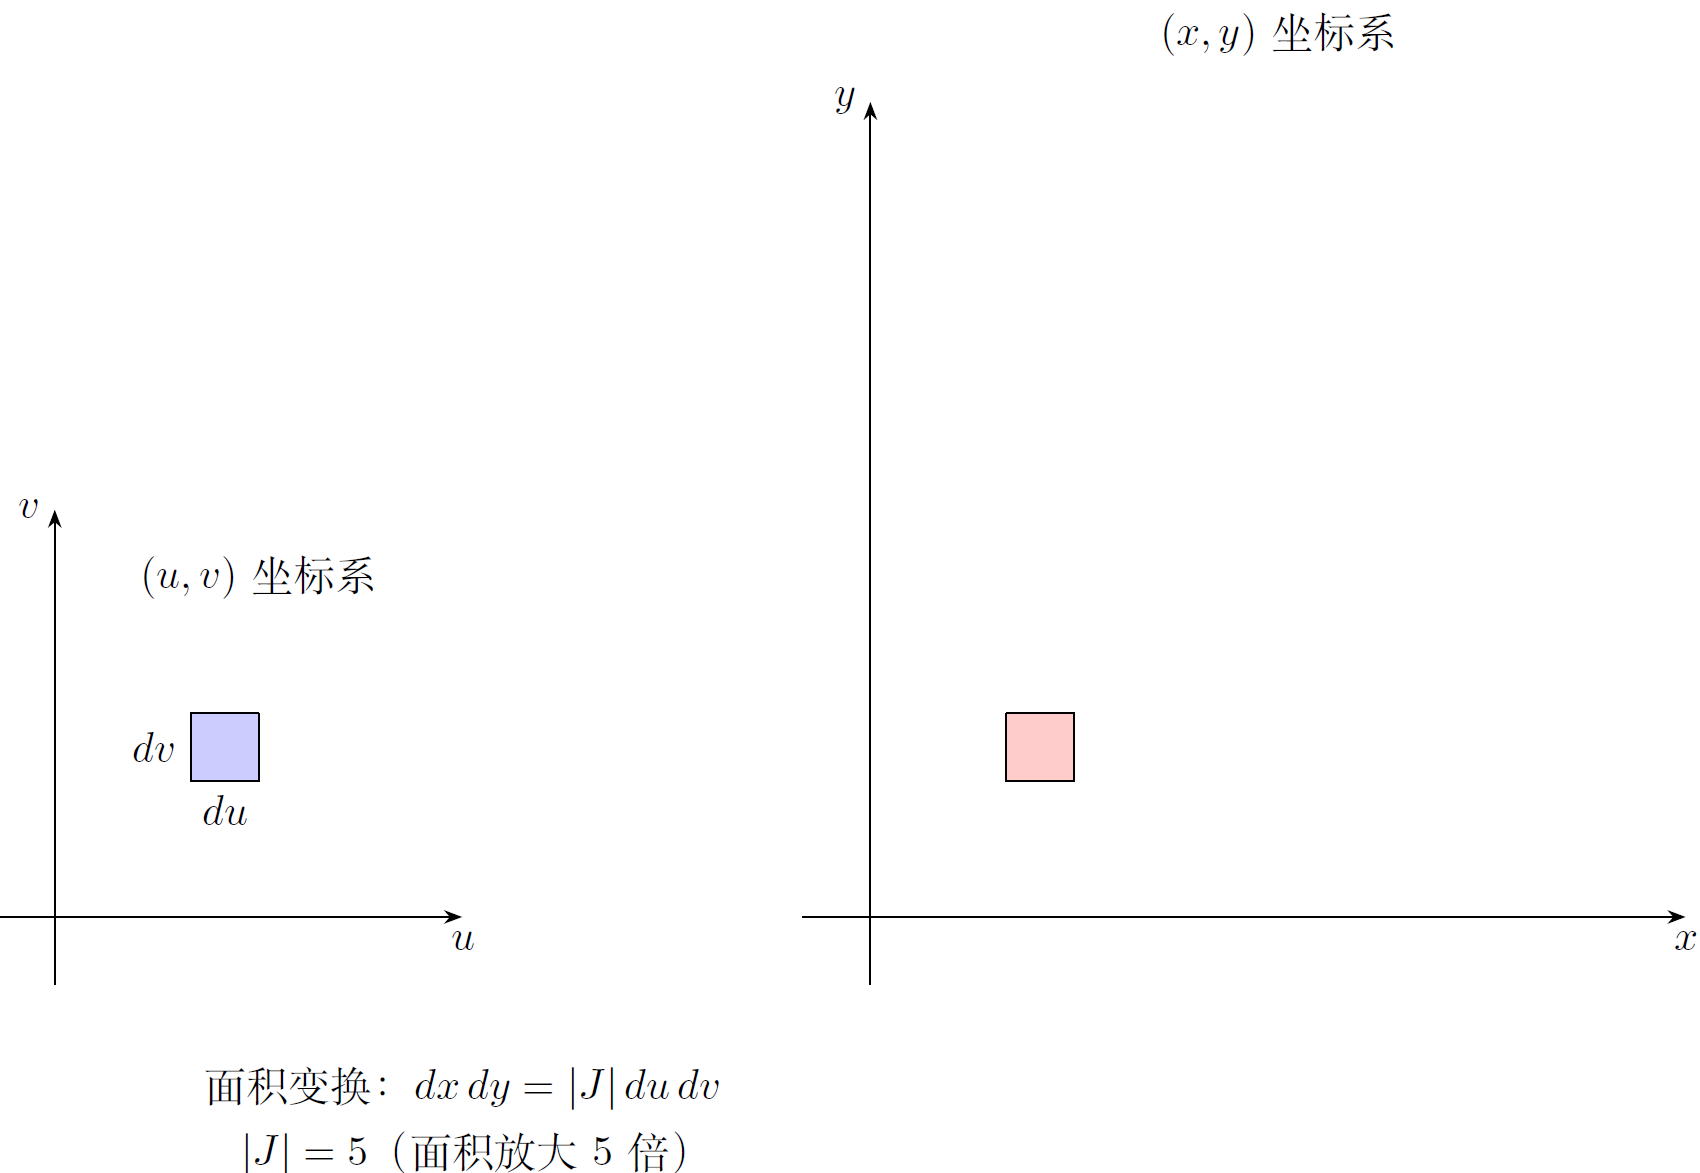 (x, y) 坐标系
y
v
(u, v) 坐标系
dv
du
u
x
面积变换：dx dy = |J| du dv
|J| = 5（面积放大 5 倍）